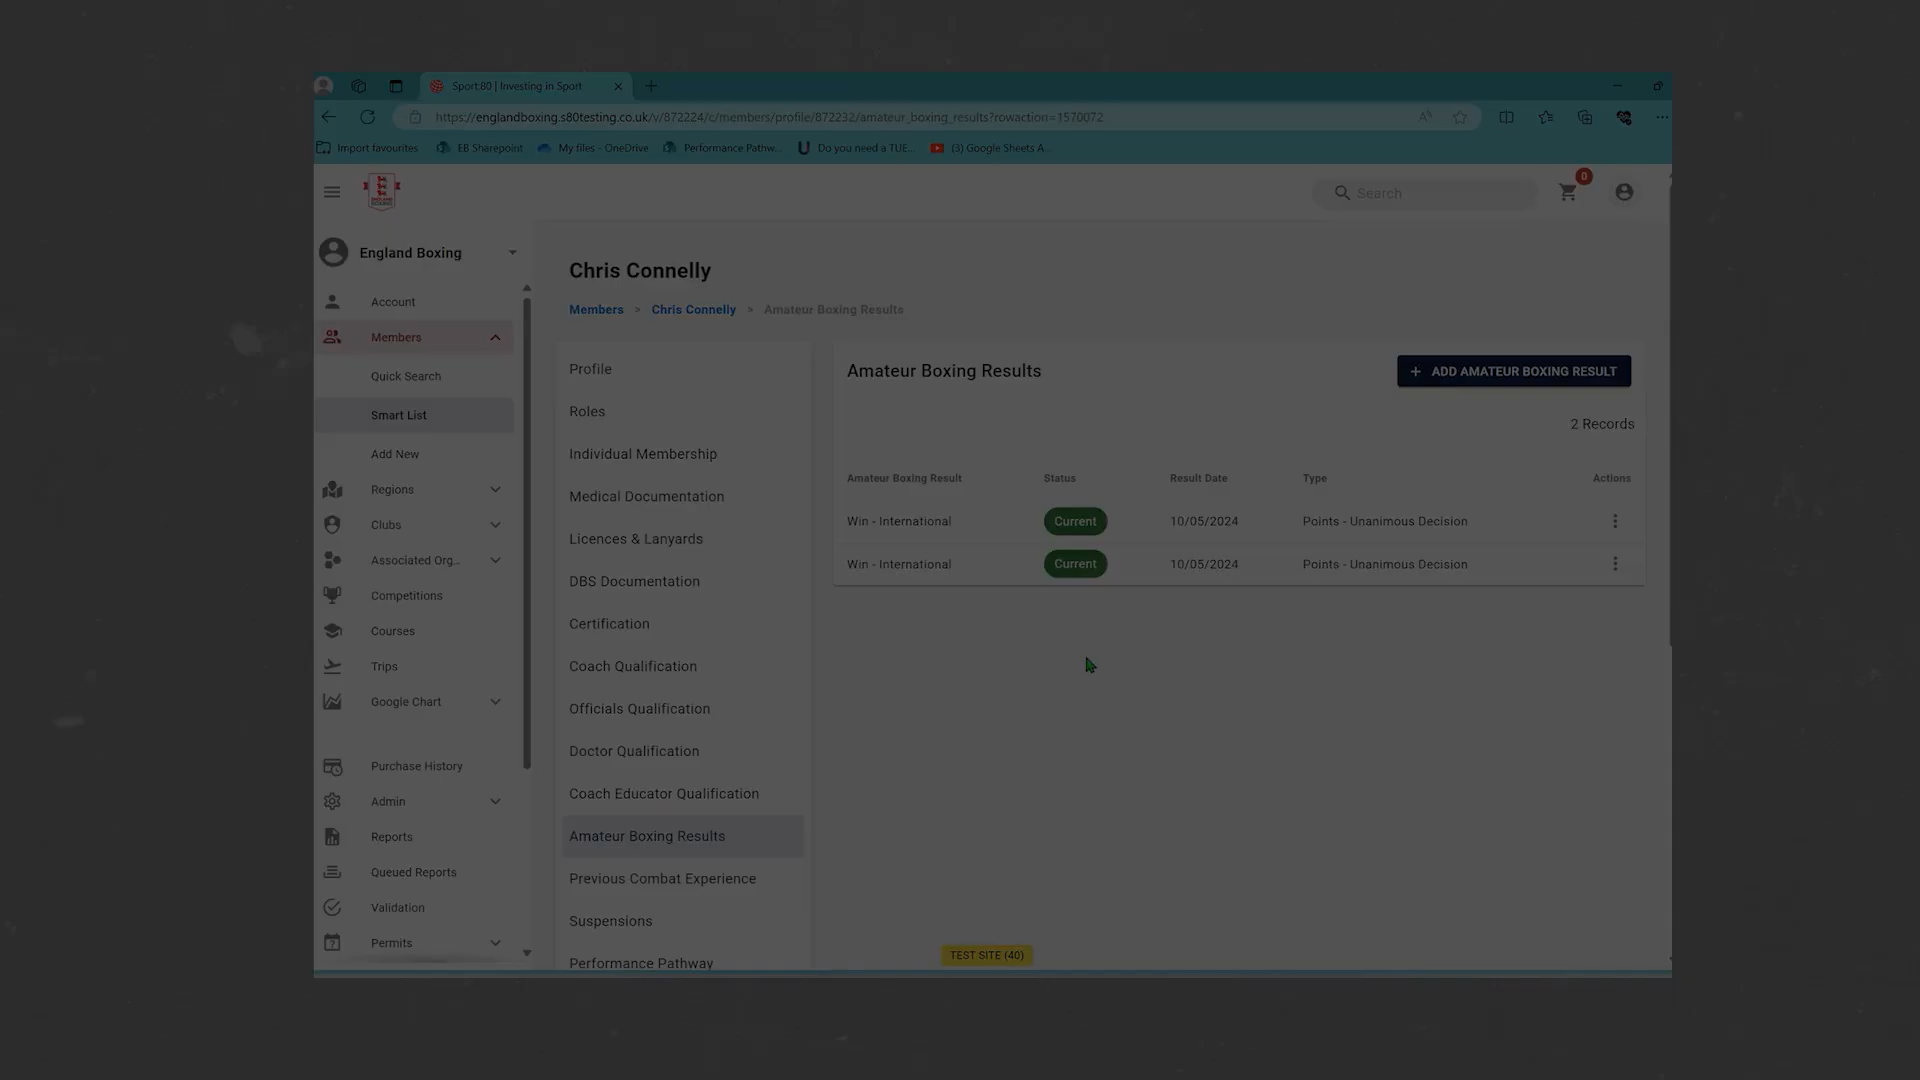 Sport:80 | Investing in Sport
https://englandboxing.s80testing.co.uk/v/872224/c/members/profile/872232/amateur_boxing_results?rowaction=1570072
Import favourites
EB Sharepoint
My files - OneDrive
Performance Pathw...
Do you need a TUE...
(3) Google Sheets A...
Search
0
England Boxing
Account
Members
Quick Search
Smart List
Add New
Regions
Clubs
Associated Org...
Competitions
Courses
Trips
Google Chart
Purchase History
Admin
Reports
Queued Reports
Validation
Permits
Chris Connelly
Members > Chris Connelly > Amateur Boxing Results
Profile
Roles
Individual Membership
Medical Documentation
Licences & Lanyards
DBS Documentation
Certification
Coach Qualification
Officials Qualification
Doctor Qualification
Coach Educator Qualification
Amateur Boxing Results
Previous Combat Experience
Suspensions
Performance Pathway
Amateur Boxing Results
+ ADD AMATEUR BOXING RESULT
2 Records
Amateur Boxing Result Status Result Date Type Actions
Win - International Current 10/05/2024 Points - Unanimous Decision
Win - International Current 10/05/2024 Points - Unanimous Decision
TEST SITE (40)